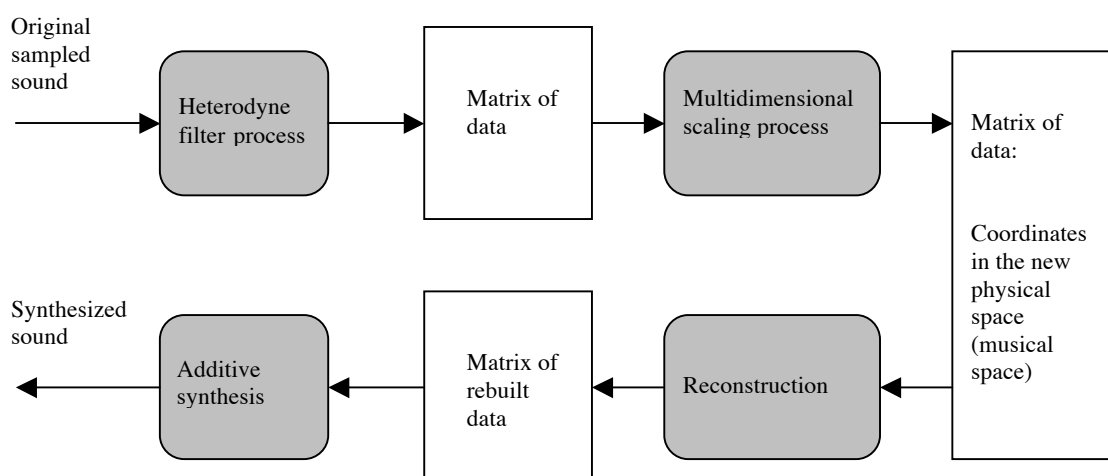 Original
sampled
sound
Heterodyne
filter process
Matrix of
data
Multidimensional
scaling process
Matrix of
data:
Coordinates
in the new
physical
space
(musical
space)
Synthesized
sound
Additive
synthesis
Matrix of
rebuilt
data
Reconstruction